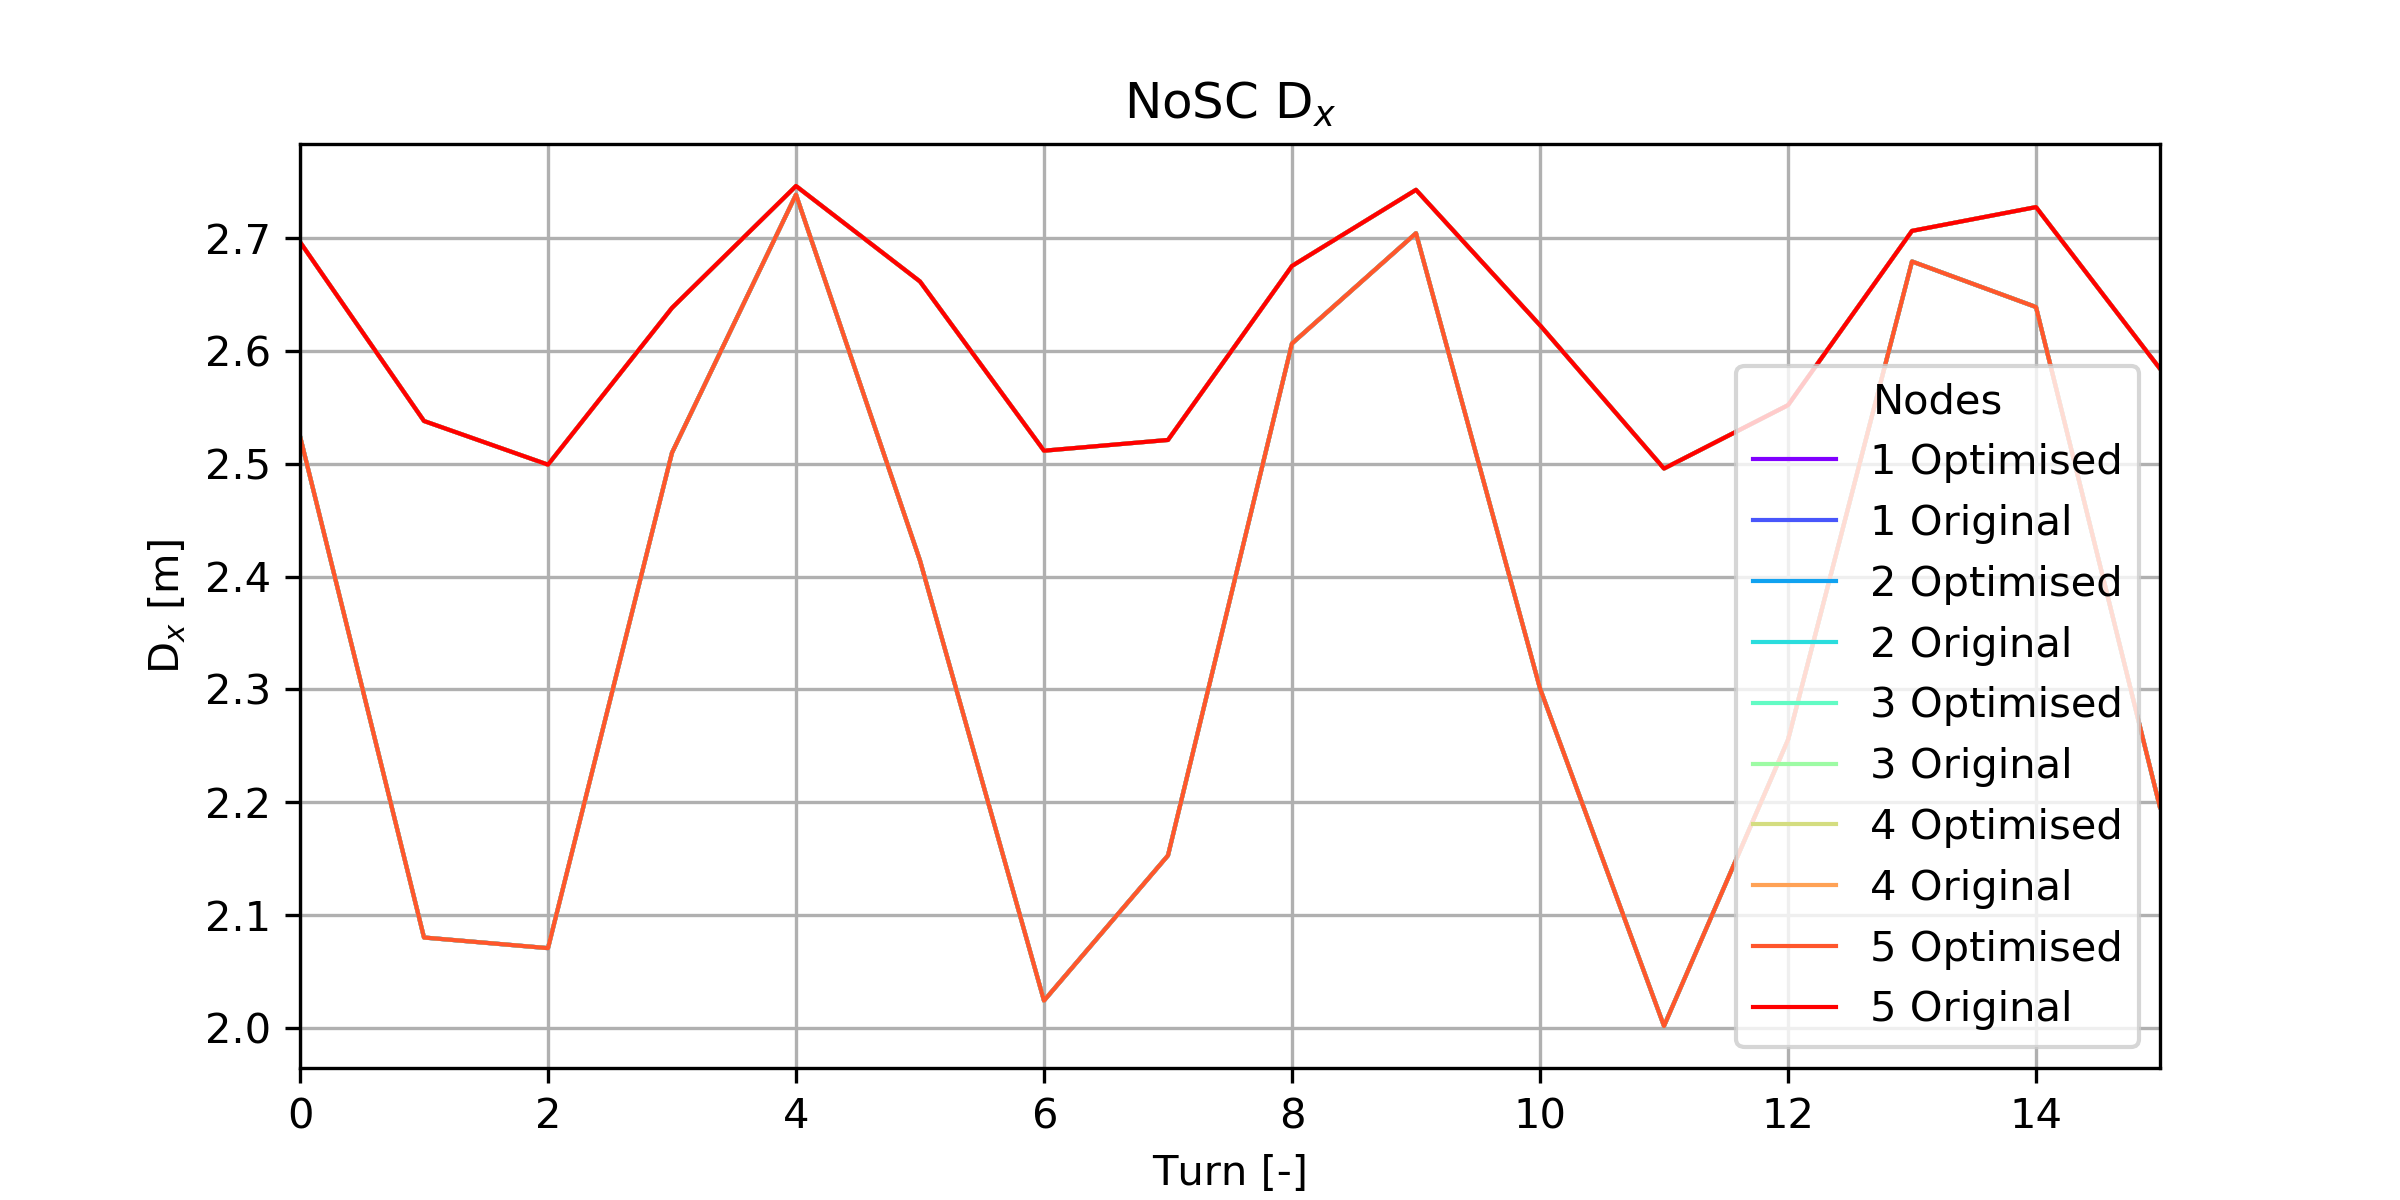 NoSC Dx
Dx [m]
2.7
2.6
2.5
2.4
2.3
2.2
2.1
2.0
Nodes
1 Optimised
1 Original
2 Optimised
2 Original
3 Optimised
3 Original
4 Optimised
4 Original
5 Optimised
5 Original
0 2 4 6 8 10 12 14
Turn [-]